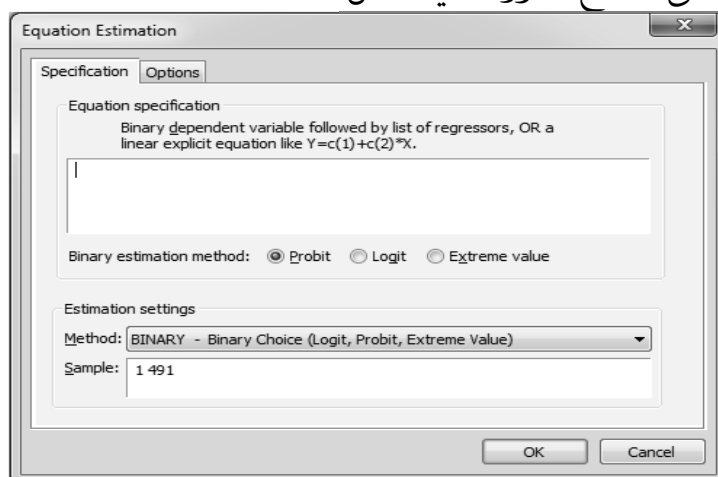 Equation Estimation
Specification Options
Equation specification
Binary dependent variable followed by list of regressors, OR a
linear explicit equation like Y=c(1)+c(2)*X.
Binary estimation method: Probit Logit Extreme value
Estimation settings
Method: BINARY - Binary Choice (Logit, Probit, Extreme Value)
Sample: 1 491
OK Cancel